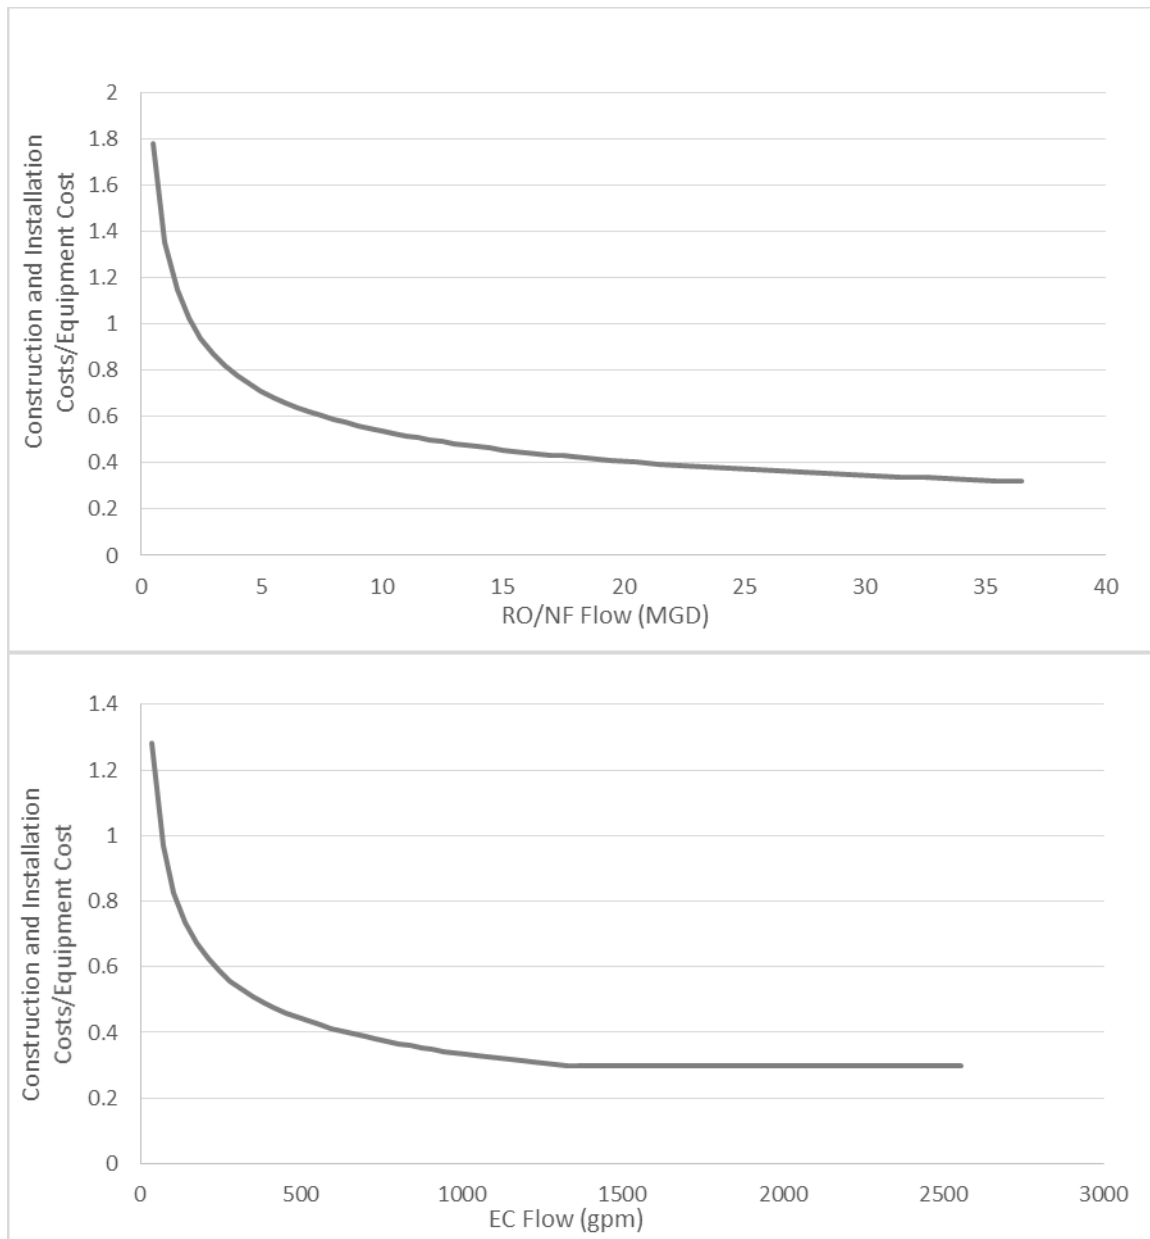 Construction and Installation
Costs/Equipment Cost
2
1.8
1.6
1.4
1.2
1
0.8
0.6
0.4
0.2
0
0 5 10 15 20 25 30 35 40
RO/NF Flow (MGD)
Construction and Installation
Costs/Equipment Cost
1.4
1.2
1
0.8
0.6
0.4
0.2
0
0 500 1000 1500 2000 2500 3000
EC Flow (gpm)